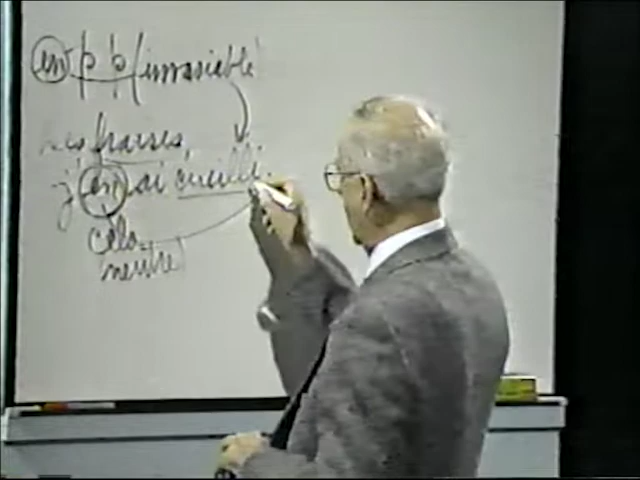 en p p (invariable)
Les fraises,
j'en ai cueilli.
cela
neutre